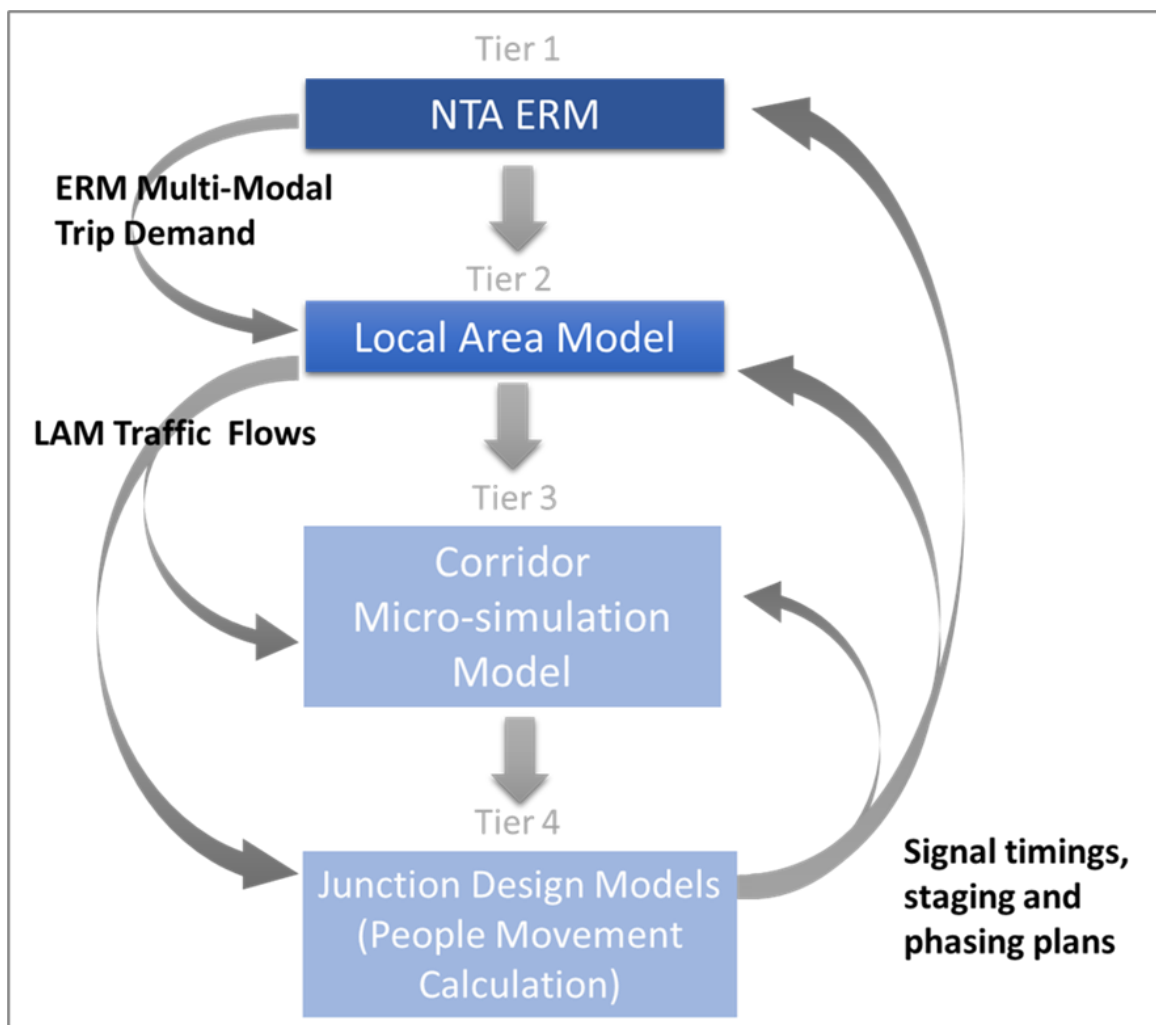 Tier 1
NTA ERM
ERM Multi-Modal
Trip Demand
Tier 2
Local Area Model
LAM Traffic Flows
Tier 3
Corridor
Micro-simulation
Model
Tier 4
Junction Design Models
(People Movement
Calculation)
Signal timings,
staging and
phasing plans